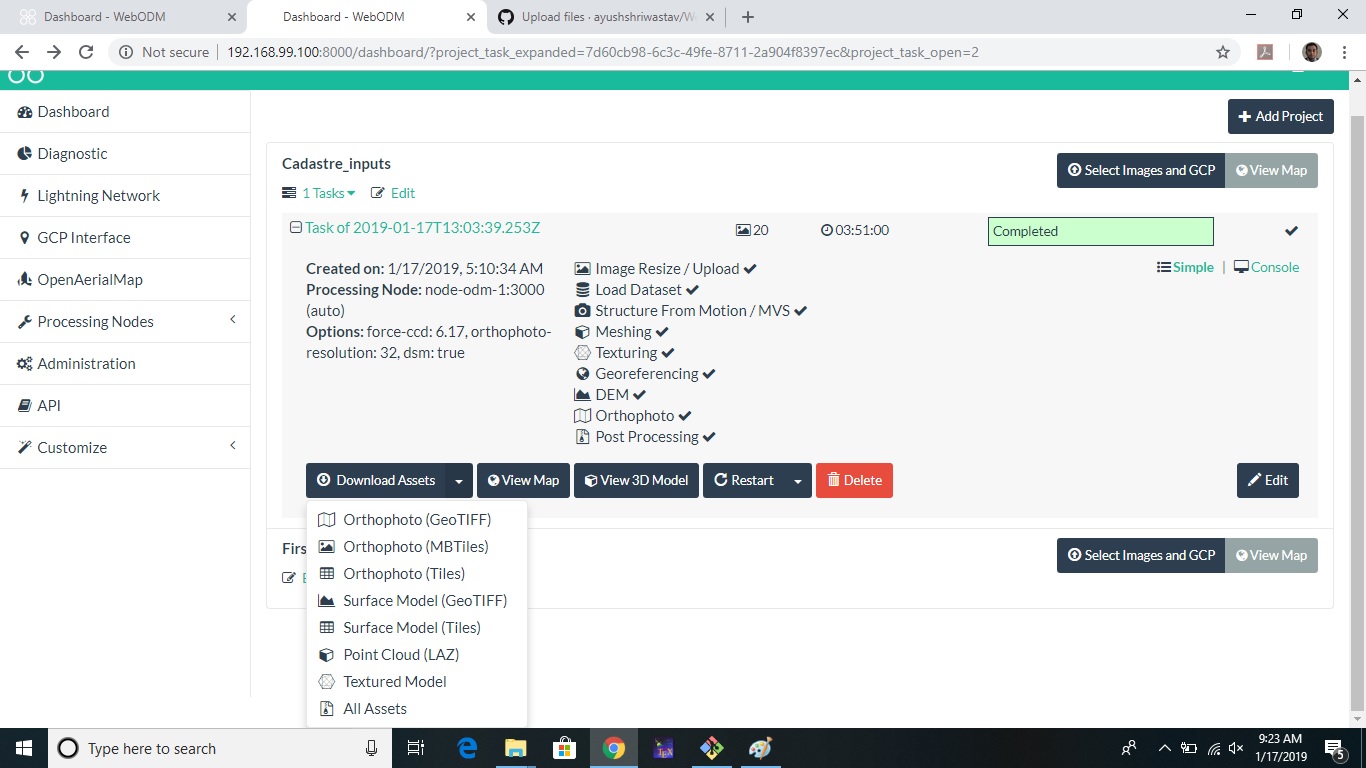 Dashboard - WebODM
Dashboard - WebODM
Upload files · ayushshriwastav/W
Not secure | 192.168.99.100:8000/dashboard/?project_task_expanded=7d60cb98-6c3c-49fe-8711-2a904f8397ec&project_task_open=2
Dashboard
Diagnostic
Lightning Network
GCP Interface
OpenAerialMap
Processing Nodes
Administration
API
Customize
Add Project
Cadastre_inputs
Select Images and GCP View Map
1 Tasks Edit
Task of 2019-01-17T13:03:39.253Z 20 03:51:00 Completed
Created on: 1/17/2019, 5:10:34 AM
Processing Node: node-odm-1:3000
(auto)
Options: force-ccd: 6.17, orthophoto-
resolution: 32, dsm: true
Image Resize / Upload
Load Dataset
Structure From Motion / MVS
Meshing
Texturing
Georeferencing
DEM
Orthophoto
Post Processing
Simple | Console
Download Assets View Map View 3D Model Restart Delete Edit
Orthophoto (GeoTIFF)
Orthophoto (MBTiles)
Orthophoto (Tiles)
Surface Model (GeoTIFF)
Surface Model (Tiles)
Point Cloud (LAZ)
Textured Model
All Assets
Firs
Select Images and GCP View Map
Type here to search
9:23 AM
1/17/2019
5